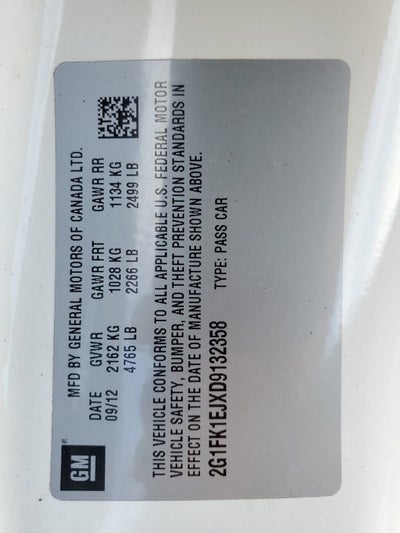 GM
MFD BY GENERAL MOTORS OF CANADA LTD.
DATE GVWR GAWR FRT GAWR RR
09/12 2162 KG 1028 KG 1134 KG
4765 LB 2266 LB 2499 LB
THIS VEHICLE CONFORMS TO ALL APPLICABLE U.S. FEDERAL MOTOR
VEHICLE SAFETY, BUMPER, AND THEFT PREVENTION STANDARDS IN
EFFECT ON THE DATE OF MANUFACTURE SHOWN ABOVE.
2G1FK1EJXD9132358 TYPE: PASS CAR